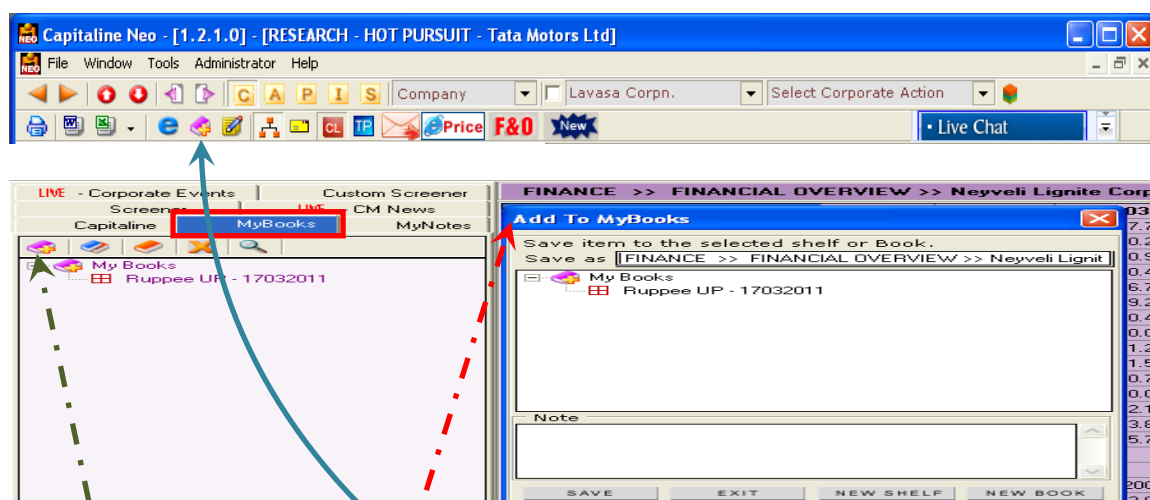 Capitaline Neo - [1.2.1.0] - [RESEARCH - HOT PURSUIT - Tata Motors Ltd]
NEO File Window Tools Administrator Help
C A P I S Company Lavasa Corpn. Select Corporate Action
CL TP Price F&O New • Live Chat
LIVE - Corporate Events Custom Screener
Screener LIVE - CM News
Capitaline MyBooks MyNotes
My Books
Ruppee UP - 17032011
FINANCE >> FINANCIAL OVERVIEW >> Neyveli Lignite Corp
Add To MyBooks
Save item to the selected shelf or Book.
Save as FINANCE >> FINANCIAL OVERVIEW >> Neyveli Lignit
My Books
Ruppee UP - 17032011
Note
SAVE EXIT NEW SHELF NEW BOOK